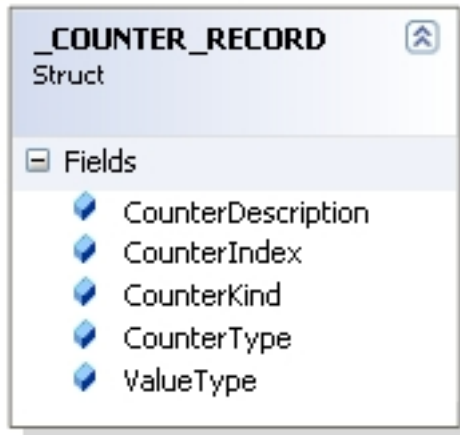 _COUNTER_RECORD
Struct
Fields
CounterDescription
CounterIndex
CounterKind
CounterType
ValueType